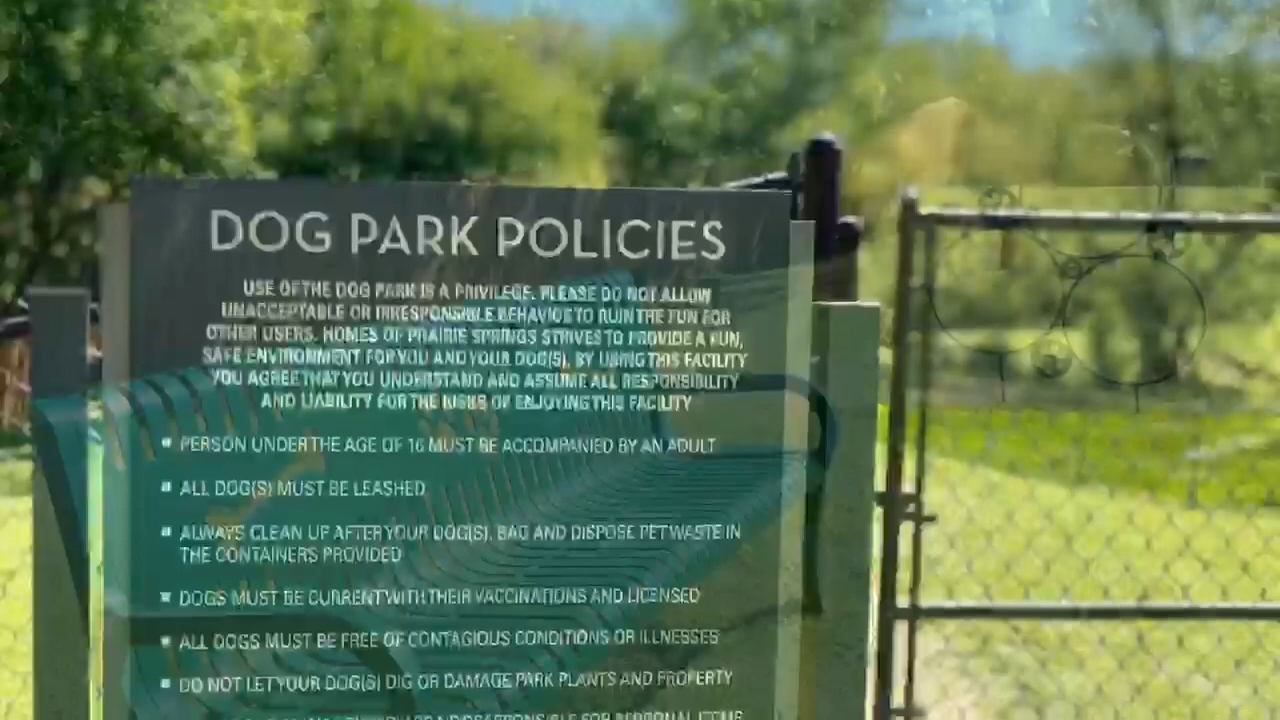 DOG PARK POLICIES
USE OF THE DOG PARK IS A PRIVILEGE. PLEASE DO NOT ALLOW
UNACCEPTABLE OR IRRESPONSIBLE BEHAVIOR TO RUIN THE FUN FOR
OTHER USERS. HOMES OF PRAIRIE SPRINGS STRIVES TO PROVIDE A FUN,
SAFE ENVIRONMENT FOR YOU AND YOUR DOG(S). BY USING THIS FACILITY
YOU AGREE THAT YOU UNDERSTAND AND ASSUME ALL RESPONSIBILITY
AND LIABILITY FOR THE RISKS OF ENJOYING THIS FACILITY
▪ PERSON UNDER THE AGE OF 16 MUST BE ACCOMPANIED BY AN ADULT
▪ ALL DOG(S) MUST BE LEASHED
▪ ALWAYS CLEAN UP AFTER YOUR DOG(S). BAG AND DISPOSE PET WASTE IN
THE CONTAINERS PROVIDED
▪ DOGS MUST BE CURRENT WITH THEIR VACCINATIONS AND LICENSED
▪ ALL DOGS MUST BE FREE OF CONTAGIOUS CONDITIONS OR ILLNESSES
▪ DO NOT LET YOUR DOG(S) DIG OR DAMAGE PARK PLANTS AND PROPERTY
FOR PERSONAL ITEMS